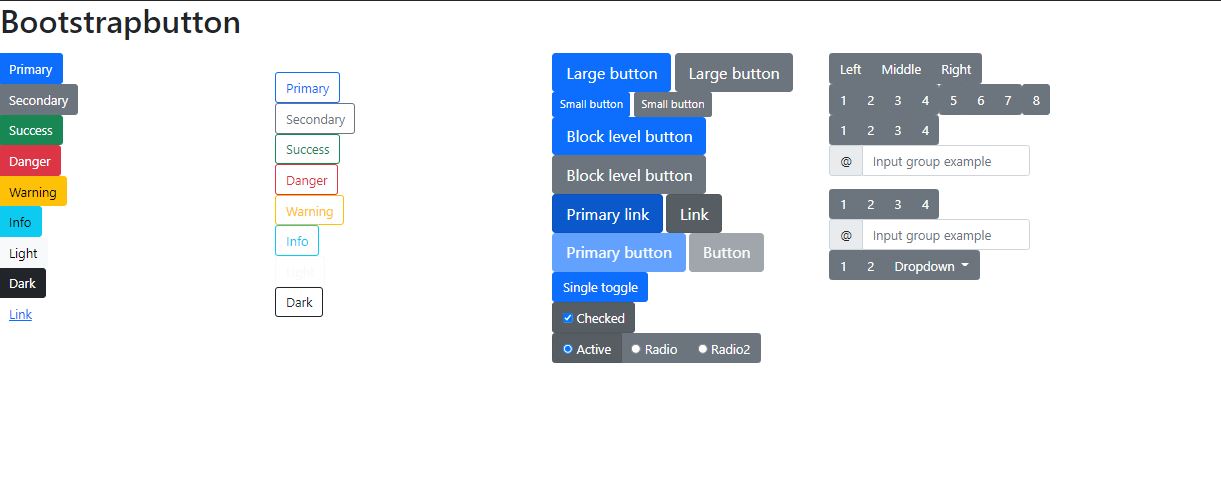 Bootstrapbutton
Primary
Secondary
Success
Danger
Warning
Info
Light
Dark
Link
Primary
Secondary
Success
Danger
Warning
Info
Light
Dark
Large button Large button
Small button Small button
Block level button
Block level button
Primary link Link
Primary button Button
Single toggle
Checked
Active Radio Radio2
Left Middle Right
1 2 3 4 5 6 7 8
1 2 3 4
@ Input group example
1 2 3 4
@ Input group example
1 2 Dropdown